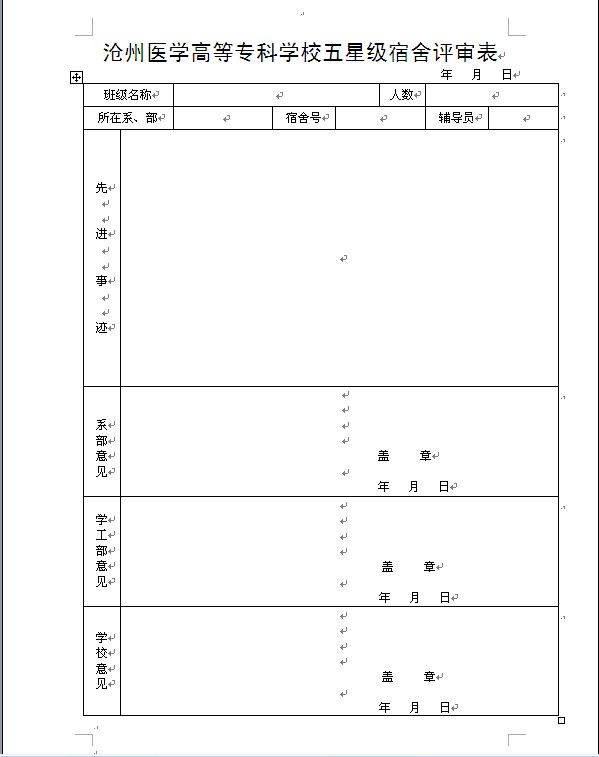 沧州医学高等专科学校五星级宿舍评审表
年 月 日
班级名称 人数
所在系、部 宿舍号 辅导员
先
进
事
迹
系
部
意
见
盖 章
年 月 日
学
工
部
意
见
盖 章
年 月 日
学
校
意
见
盖 章
年 月 日